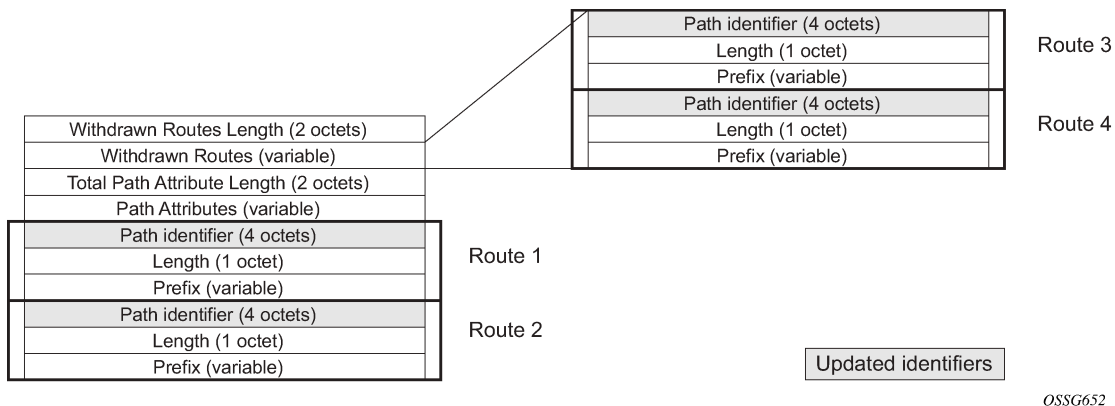 Withdrawn Routes Length (2 octets)
Withdrawn Routes (variable)
Total Path Attribute Length (2 octets)
Path Attributes (variable)
Path identifier (4 octets)
Length (1 octet)
Prefix (variable)
Route 1
Path identifier (4 octets)
Length (1 octet)
Prefix (variable)
Route 2
Path identifier (4 octets)
Length (1 octet)
Prefix (variable)
Route 3
Path identifier (4 octets)
Length (1 octet)
Prefix (variable)
Route 4
Updated identifiers
OSSG652